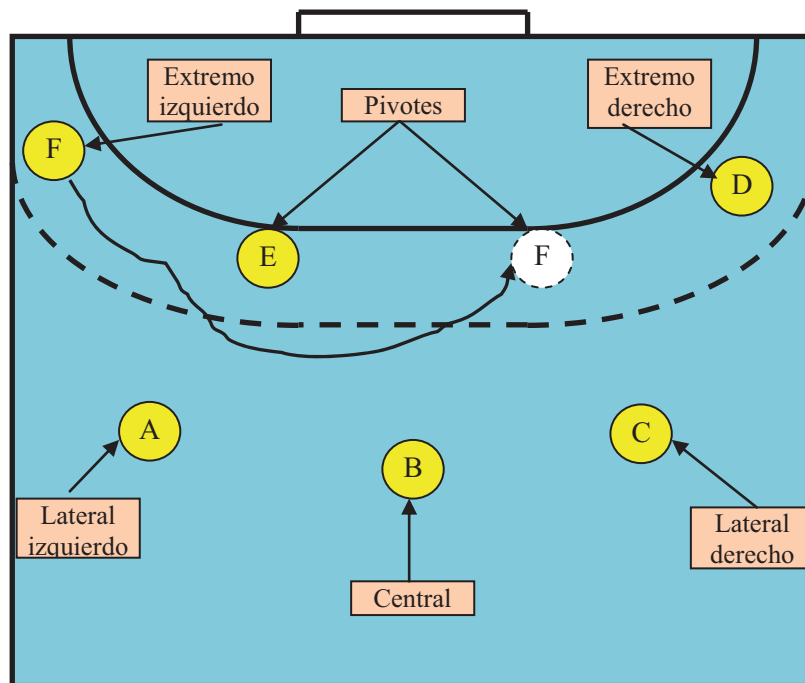 Extremo
izquierdo
Pivotes
Extremo
derecho
F
D
E
F
A
C
B
Lateral
izquierdo
Lateral
derecho
Central